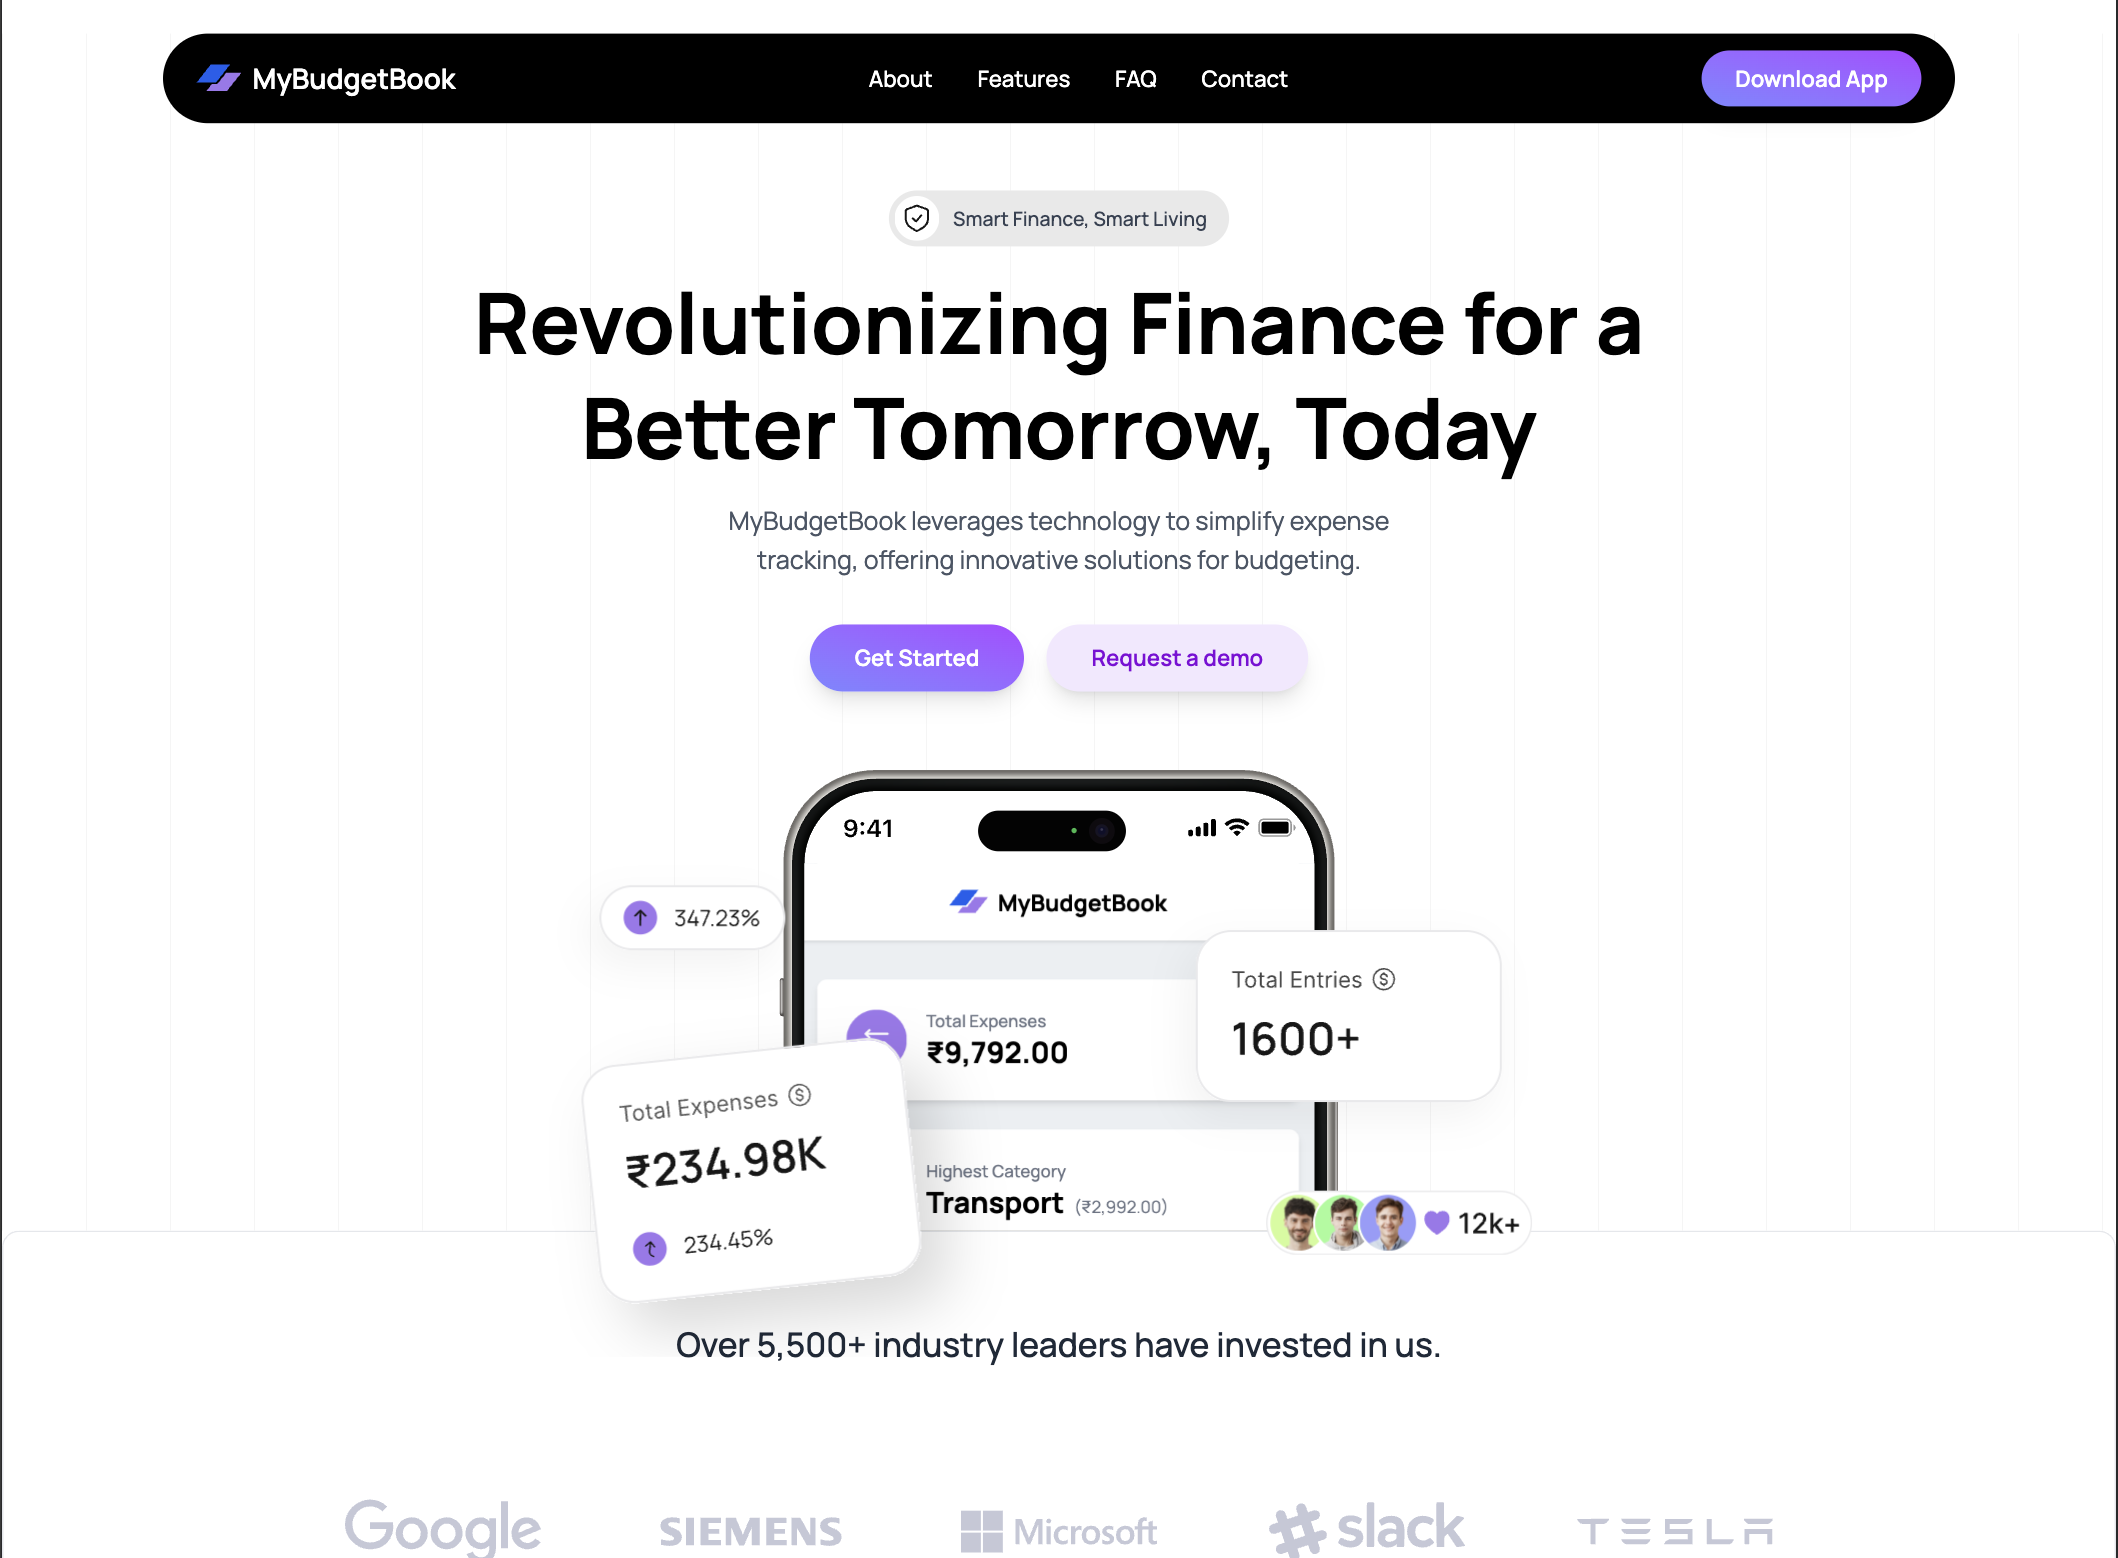 MyBudgetBook
About
Features
FAQ
Contact
Download App
Smart Finance, Smart Living
Revolutionizing Finance for a
Better Tomorrow, Today
MyBudgetBook leverages technology to simplify expense
tracking, offering innovative solutions for budgeting.
Get Started
Request a demo
9:41
MyBudgetBook
347.23%
Total Entries
1600+
Total Expenses
₹9,792.00
Total Expenses
₹234.98K
234.45%
Highest Category
Transport (₹2,992.00)
12k+
Over 5,500+ industry leaders have invested in us.
Google
SIEMENS
Microsoft
slack
TESLA